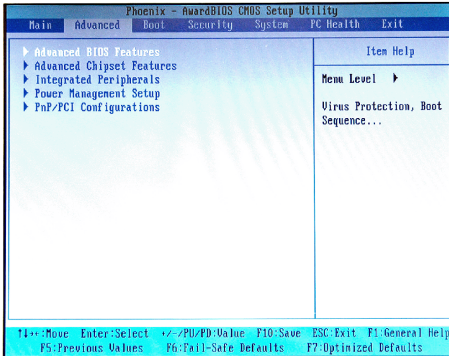 Phoenix - AwardBIOS CMOS Setup Utility
Main Advanced Boot Security System PC Health Exit
Advanced BIOS Features
Advanced Chipset Features
Integrated Peripherals
Power Management Setup
PnP/PCI Configurations
Item Help
Menu Level
Virus Protection, Boot
Sequence...
↑↓→←:Move Enter:Select +/-/PU/PD:Value F10:Save ESC:Exit F1:General Help
F5:Previous Values F6:Fail-Safe Defaults F7:Optimized Defaults